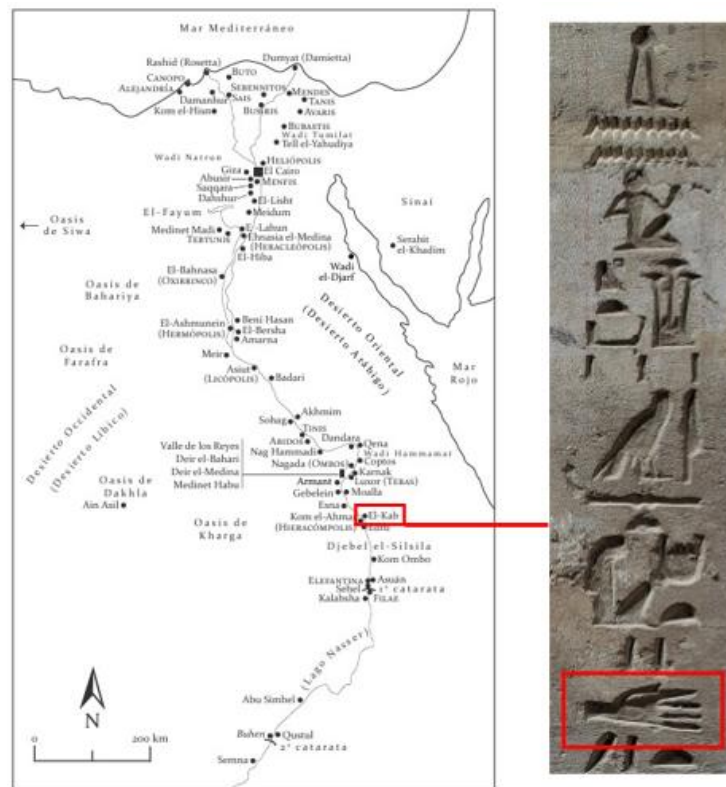 Mar Mediterráneo
Rashid (ROSETTA)
Dumyat (DAMIETTA)
CANOPO
BUTO
ALEJANDRÍA
SEBENNITOS
MENDES
Damanhur
SAIS
TANIS
Kom el-Hisn
BUSIRIS
AVARIS
BUBASTIS
Wadi Tumilat
Tell el-Yahudiya
Wadi Natron
HELIÓPOLIS
Giza
El Cairo
Abusir
MENFIS
Saqqara
Dahshur
El-Lisht
Sinaí
El-Fayum
Meidum
Oasis de Siwa
Medinet Madi
El-Lahun
TEBTUNIS
Ehnasia el-Medina (HERACLEÓPOLIS)
El-Hiba
Serabit el-Khadim
Wadi el-Djarf
El-Bahnasa (OXIRRINCO)
Oasis de Bahariya
Desierto Oriental (Desierto Arábigo)
Beni Hasan
El-Ashmunein (HERMÓPOLIS)
El-Bersha
Amarna
Oasis de Farafra
Meir
Mar Rojo
Asiut (LICÓPOLIS)
Badari
Desierto Occidental (Desierto Líbico)
Akhmim
Sohag
TINIS
ABIDOS
Dandara
Qena
Valle de los Reyes
Nag Hammadi
Wadi Hammamat
Deir el-Bahari
Nagada (OMBOS)
Coptos
Deir el-Medina
Karnak
Medinet Habu
Luxor (TEBAS)
Oasis de Dakhla
Armant
Ain Asil
Gebelein
Moalla
Esna
Oasis de Kharga
Kom el-Ahma
El-Kab
(HIERACÓMPOLIS)
Djebel el-Silsila
Kom Ombo
ELEFANTINA
Asuán
Sehel
1ª catarata
Kalabsha
FILAE
(Lago Nasser)
Abu Simbel
N
Buhen
Qustul
2ª catarata
0
200 km
Semna